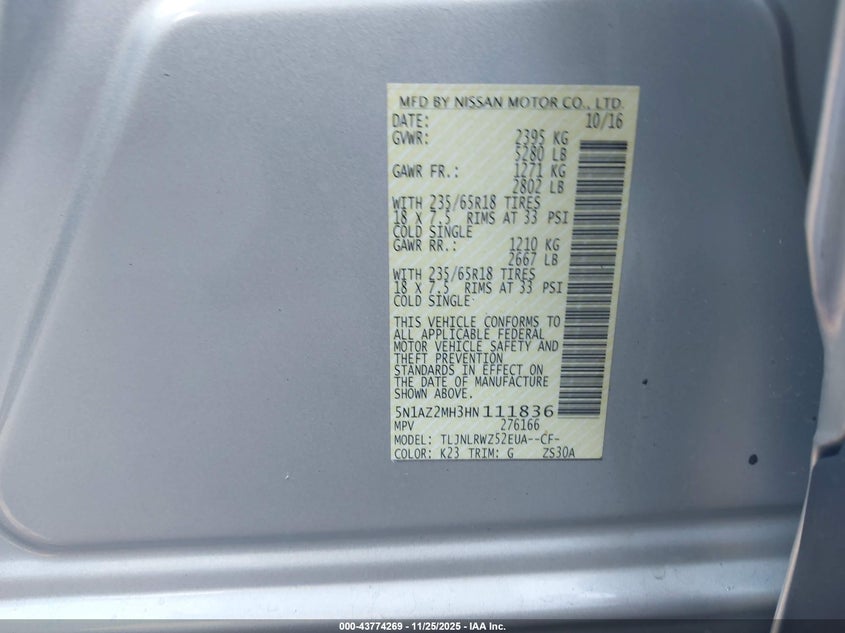 MFD BY NISSAN MOTOR CO., LTD.
DATE: 10/16
GVWR: 2395 KG
5280 LB
GAWR FR.: 1271 KG
2802 LB
WITH 235/65R18 TIRES
18 X 7.5 RIMS AT 33 PSI
COLD SINGLE
GAWR RR.: 1210 KG
2667 LB
WITH 235/65R18 TIRES
18 X 7.5 RIMS AT 33 PSI
COLD SINGLE
THIS VEHICLE CONFORMS TO
ALL APPLICABLE FEDERAL
MOTOR VEHICLE SAFETY AND
THEFT PREVENTION
STANDARDS IN EFFECT ON
THE DATE OF MANUFACTURE
SHOWN ABOVE.
5N1AZ2MH3HN111836
MPV 276166
MODEL: TLJNLRWZ52EUA--CF-
COLOR: K23 TRIM: G ZS30A
000-43774269 - 11/25/2025 - IAA Inc.